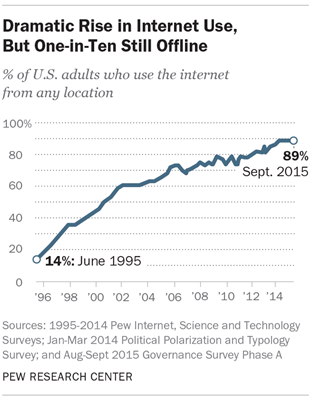 Dramatic Rise in Internet Use,
But One-in-Ten Still Offline
% of U.S. adults who use the internet
from any location
100%
80
60
40
20
0
89%
Sept. 2015
14%: June 1995
'96 '98 '00 '02 '04 '06 '08 '10 '12 '14
Sources: 1995-2014 Pew Internet, Science and Technology
Surveys; Jan-Mar 2014 Political Polarization and Typology
Survey; and Aug-Sept 2015 Governance Survey Phase A
PEW RESEARCH CENTER